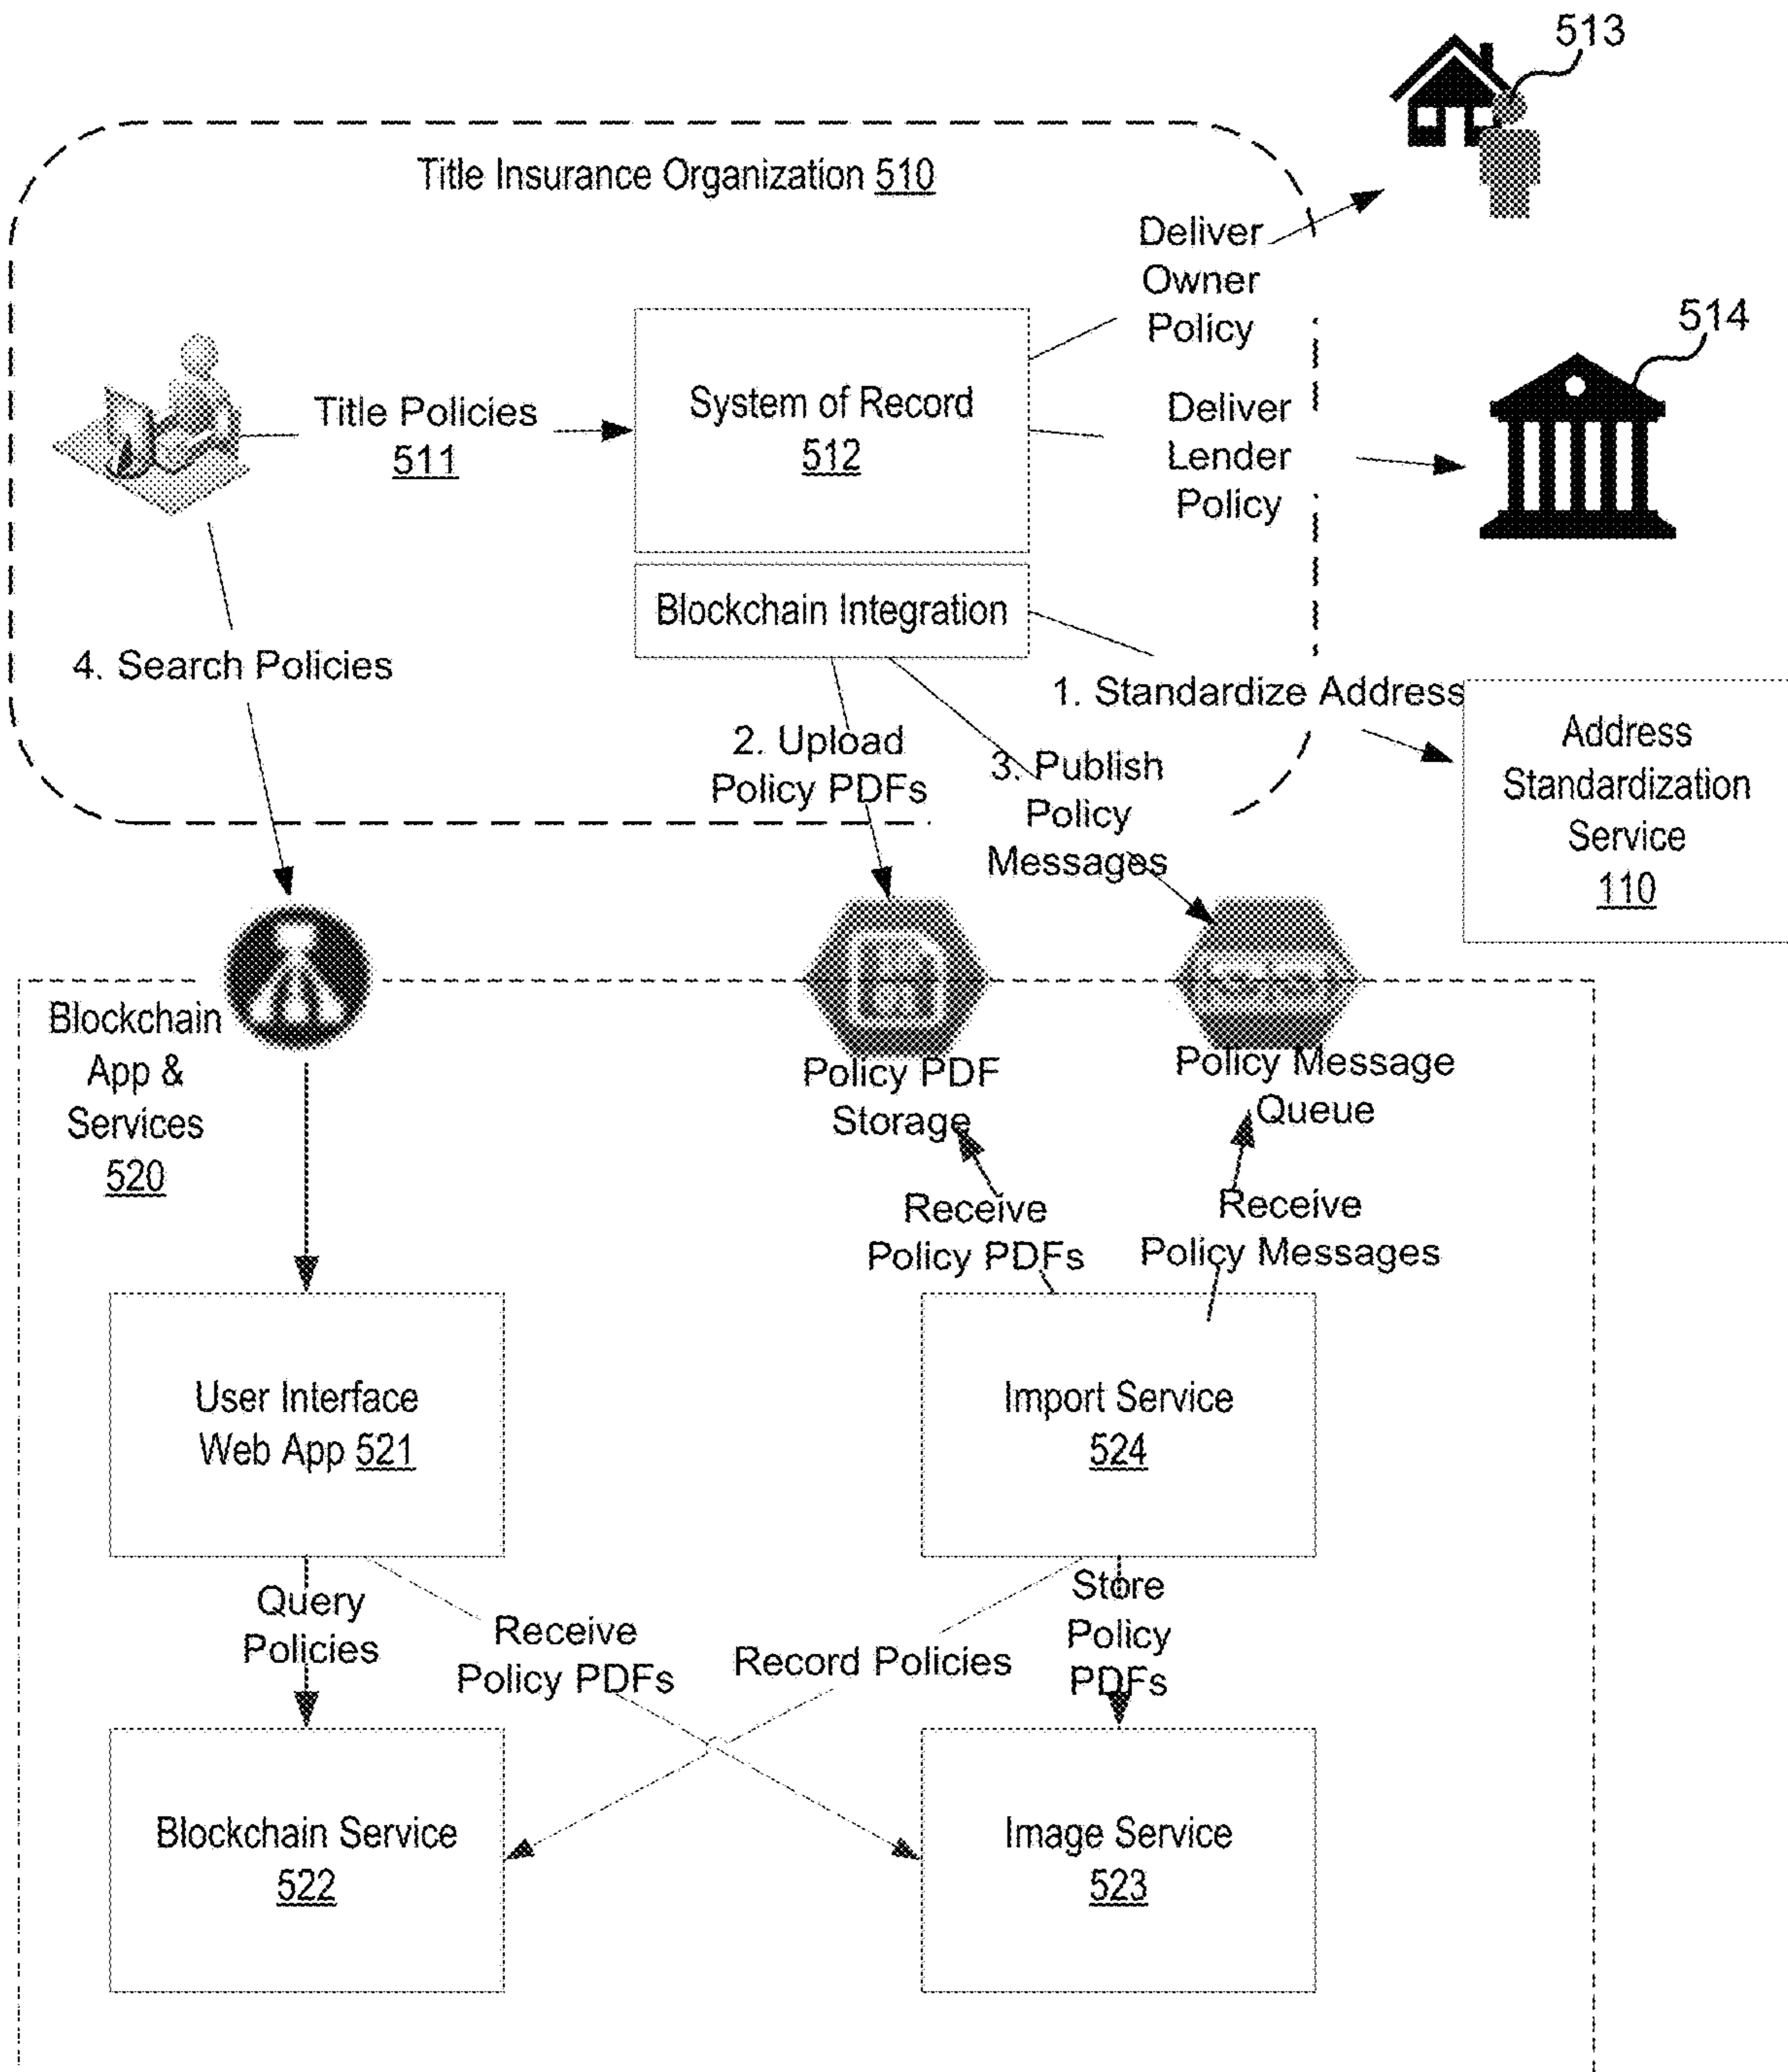 513
Title Insurance Organization 510
Deliver
Owner
Policy
514
System of Record
512
Title Policies
511
Deliver
Lender
Policy
Blockchain Integration
4. Search Policies
1. Standardize Address
2. Upload
Policy PDFs
3. Publish
Policy
Messages
Address
Standardization
Service
110
Blockchain
App &
Services
520
Policy PDF
Storage
Policy Message
Queue
Receive
Policy PDFs
Receive
Policy Messages
User Interface
Web App 521
Import Service
524
Query
Policies
Receive
Policy PDFs
Record Policies
Store
Policy
PDFs
Blockchain Service
522
Image Service
523